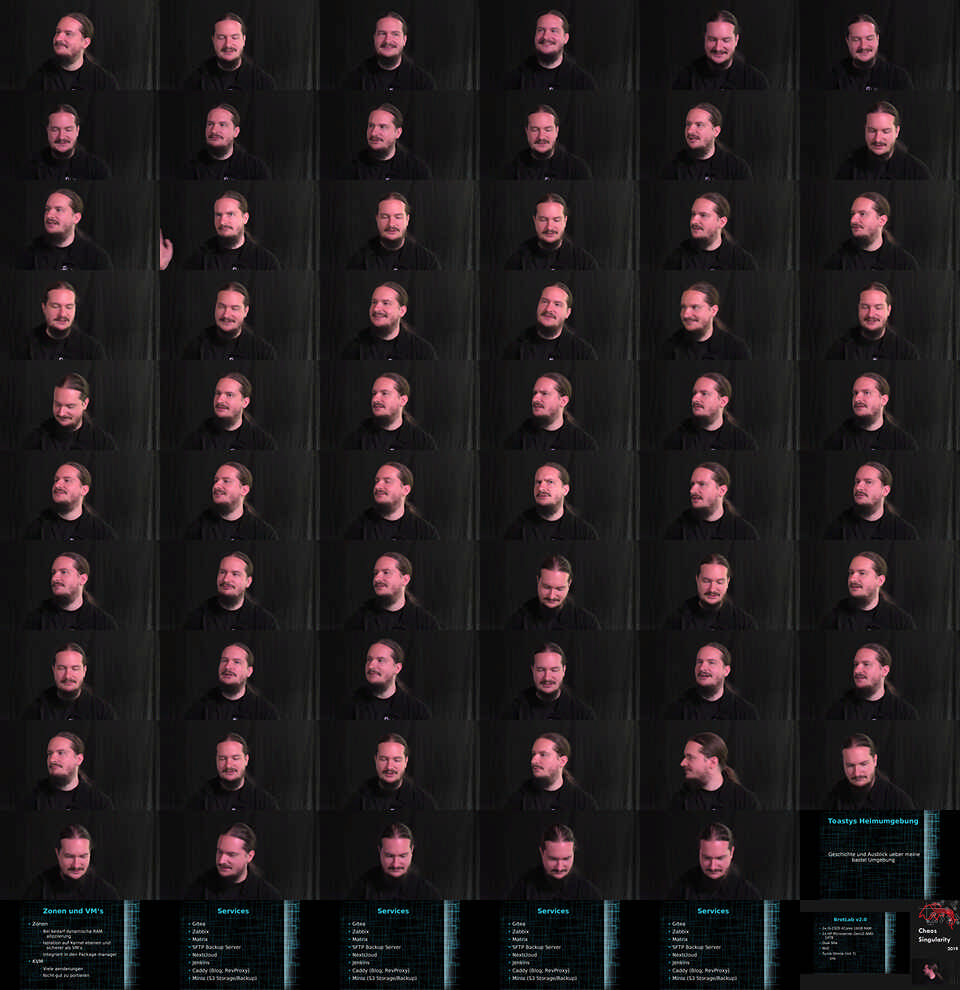 Toastys Heimumgebung
Geschichte und Ausblick ueber meine
bastel Umgebung
Zonen und VM's
Zonen
Bei bedarf dynamische RAM
allozierung
Isolation auf Kernel ebenen und
sicherer als VM's
Integriert in den Package manager
KVM
Viele aenderungen
Nicht gut zu portieren
Services
Gitea
Zabbix
Matrix
SFTP Backup Server
NextCloud
Jenkins
Caddy (Blog; RevProxy)
Minio (S3 Storage/Backup)
Services
Gitea
Zabbix
Matrix
SFTP Backup Server
NextCloud
Jenkins
Caddy (Blog; RevProxy)
Minio (S3 Storage/Backup)
Services
Gitea
Zabbix
Matrix
SFTP Backup Server
NextCloud
Jenkins
Caddy (Blog; RevProxy)
Minio (S3 Storage/Backup)
Services
Gitea
Zabbix
Matrix
SFTP Backup Server
NextCloud
Jenkins
Caddy (Blog; RevProxy)
Minio (S3 Storage/Backup)
BrotLab v2.0
Chaos
Singularity
2019